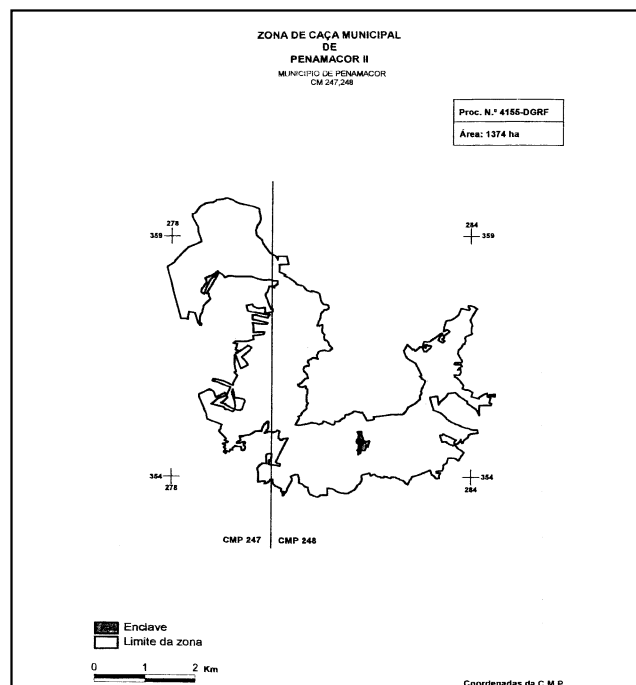 ZONA DE CAÇA MUNICIPAL
DE
PENAMACOR II
MUNICIPIO DE PENAMACOR
CM 247,248
Proc. N.º 4155-DGRF
Área: 1374 ha
278
359
284
359
354
278
354
284
CMP 247
CMP 248
Enclave
Limite da zona
0 1 2 Km
Coordenadas da C.M.P.